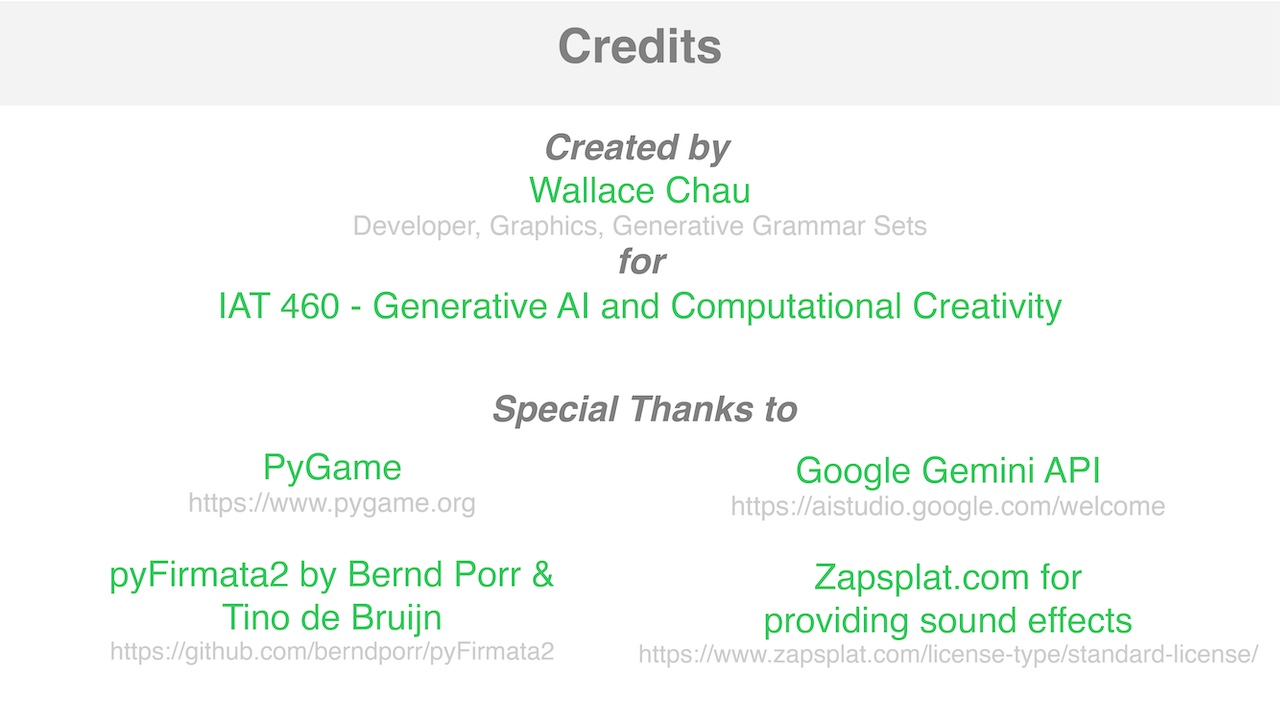 Credits
Created by
Wallace Chau
Developer, Graphics, Generative Grammar Sets
for
IAT 460 - Generative AI and Computational Creativity
Special Thanks to
PyGame
https://www.pygame.org
pyFirmata2 by Bernd Porr &
Tino de Bruijn
https://github.com/berndporr/pyFirmata2
Google Gemini API
https://aistudio.google.com/welcome
Zapsplat.com for
providing sound effects
https://www.zapsplat.com/license-type/standard-license/